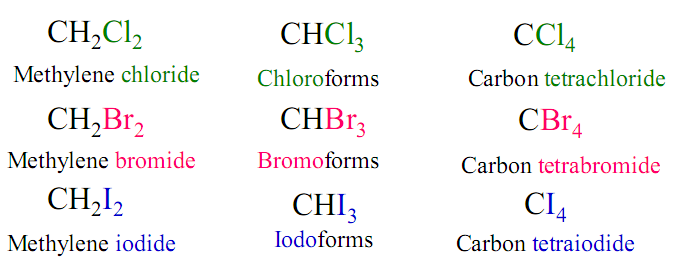 CH₂Cl₂ CHCl₃ CCl₄
Methylene chloride Chloroforms Carbon tetrachloride
CH₂Br₂ CHBr₃ CBr₄
Methylene bromide Bromoforms Carbon tetrabromide
CH₂I₂ CHI₃ CI₄
Methylene iodide Iodoforms Carbon tetraiodide